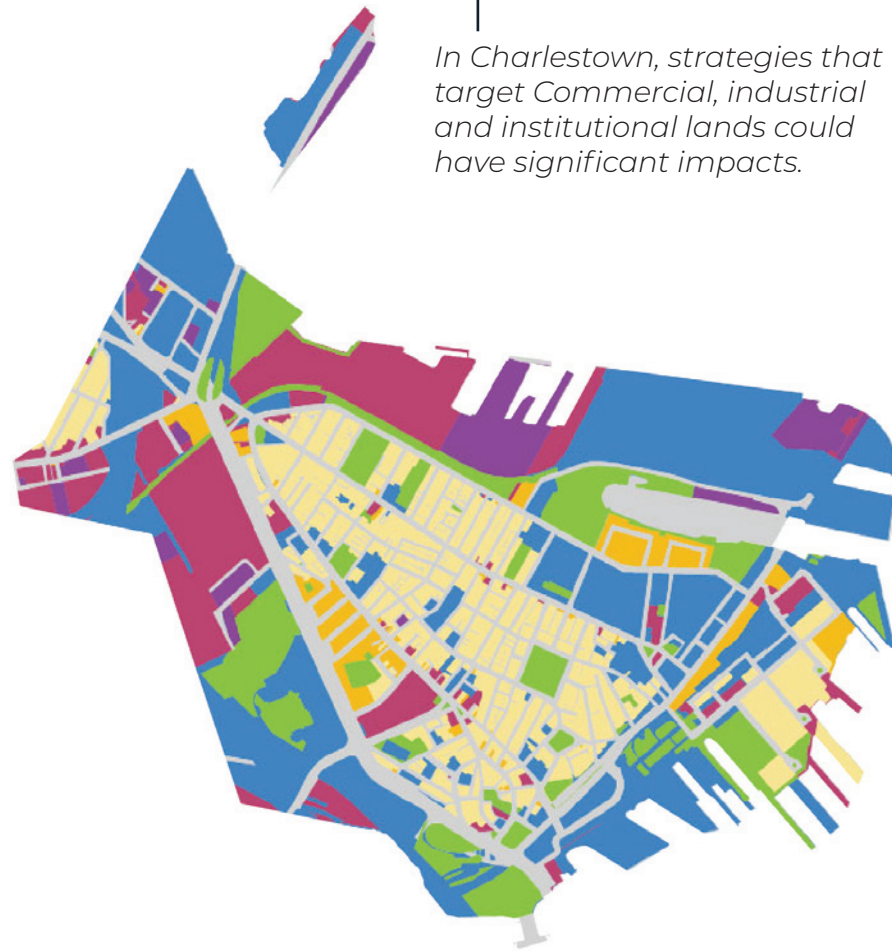 In Charlestown, strategies that
target Commercial, industrial
and institutional lands could
have significant impacts.